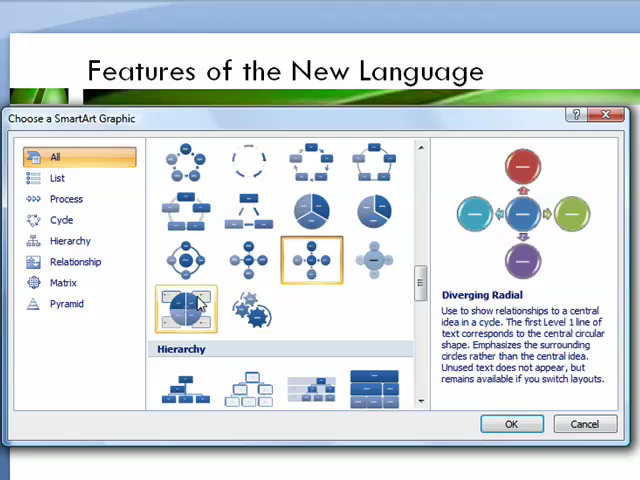 Features of the New Language
Choose a SmartArt Graphic
All
List
Process
Cycle
Hierarchy
Relationship
Matrix
Pyramid
Hierarchy
Diverging Radial
Use to show relationships to a central
idea in a cycle. The first Level 1 line of
text corresponds to the central circular
shape. Emphasizes the surrounding
circles rather than the central idea.
Unused text does not appear, but
remains available if you switch layouts.
OK
Cancel